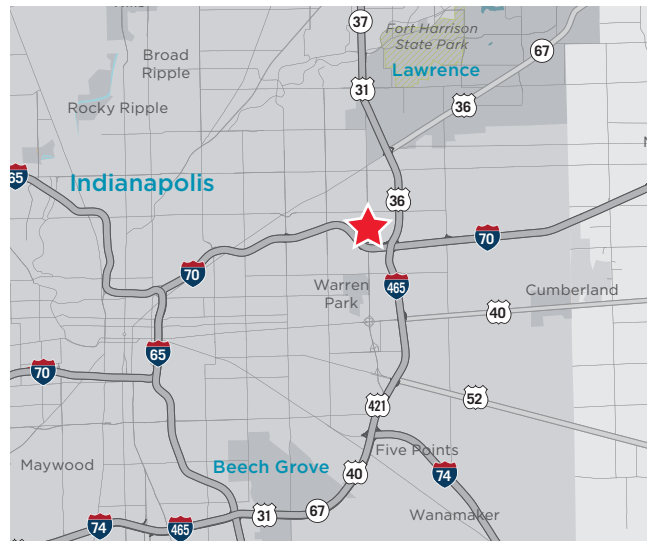 37
Fort Harrison
State Park
67
Broad
Ripple
Lawrence
31
36
Rocky Ripple
65
Indianapolis
36
70
70
Warren
Park
465
Cumberland
40
65
70
52
421
Maywood
Beech Grove
40
Five Points
74
31
67
Wanamaker
74
465